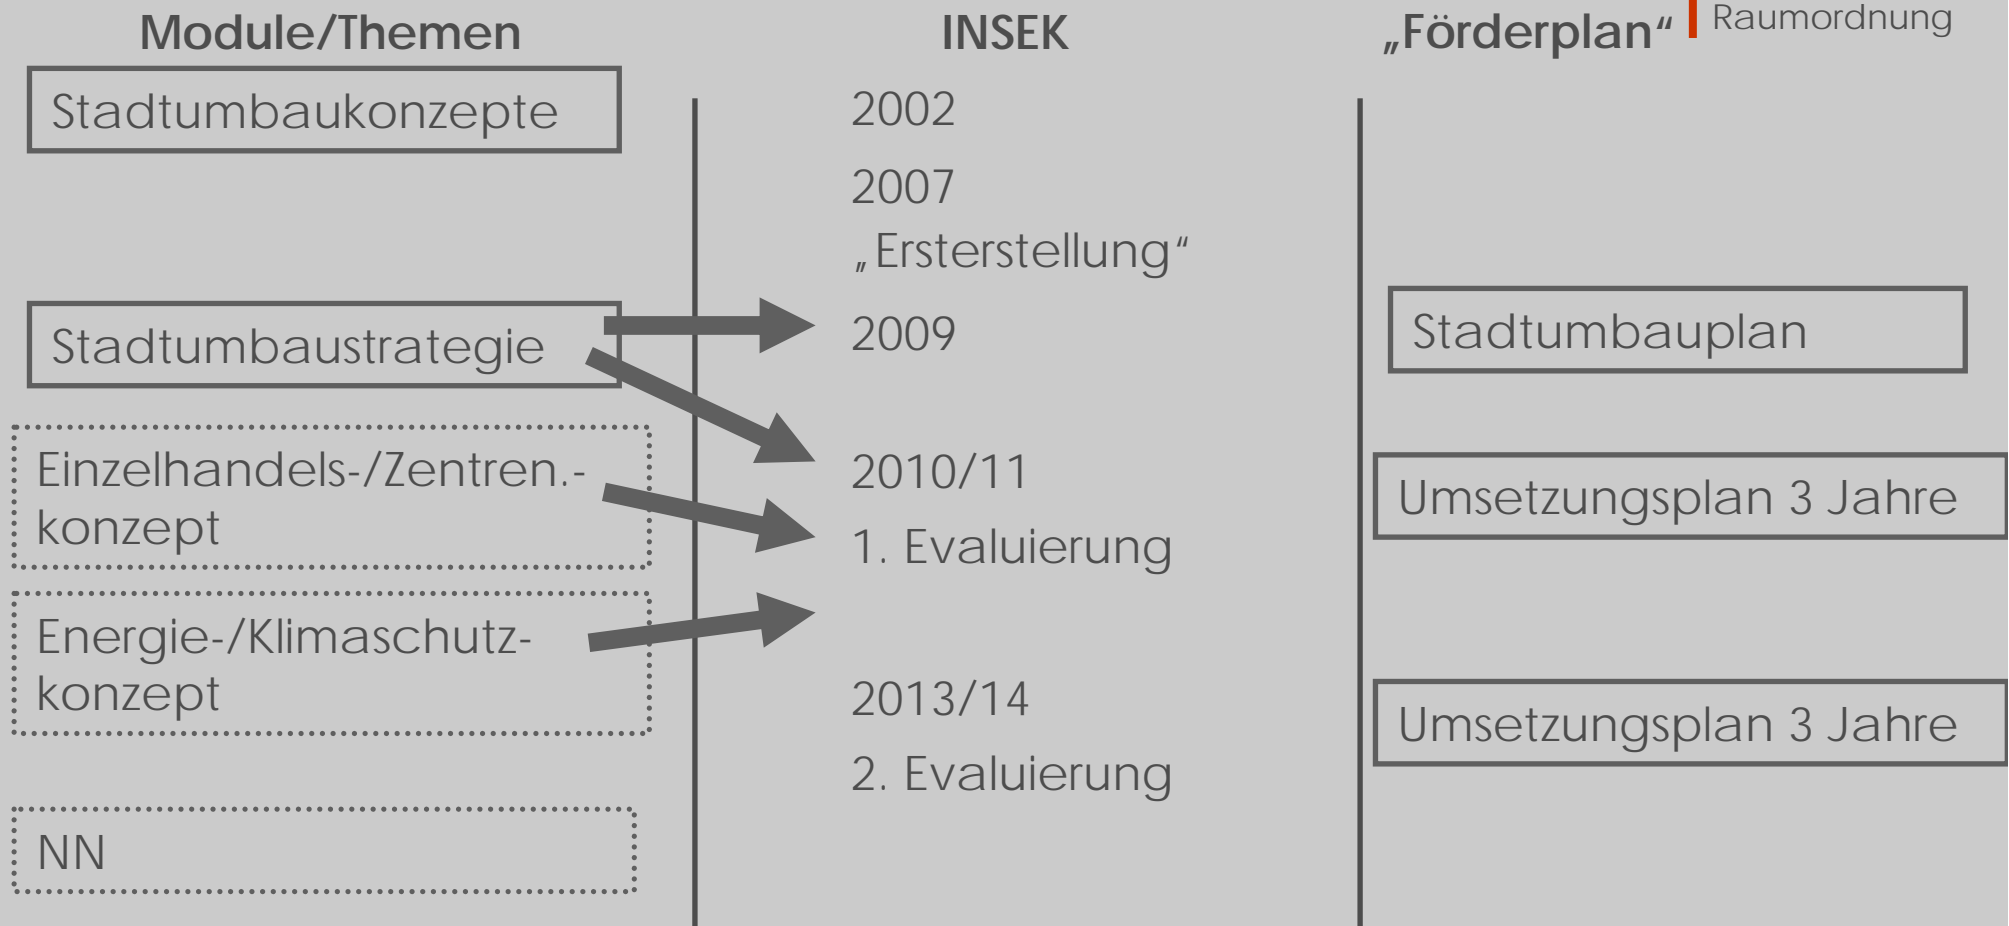 Module/Themen
INSEK
„Förderplan“
Raumordnung
Stadtumbaukonzepte
2002
2007
„Ersterstellung“
Stadtumbaustrategie
2009
Stadtumbauplan
Einzelhandels-/Zentren.-
konzept
2010/11
1. Evaluierung
Umsetzungsplan 3 Jahre
Energie-/Klimaschutz-
konzept
2013/14
2. Evaluierung
Umsetzungsplan 3 Jahre
NN